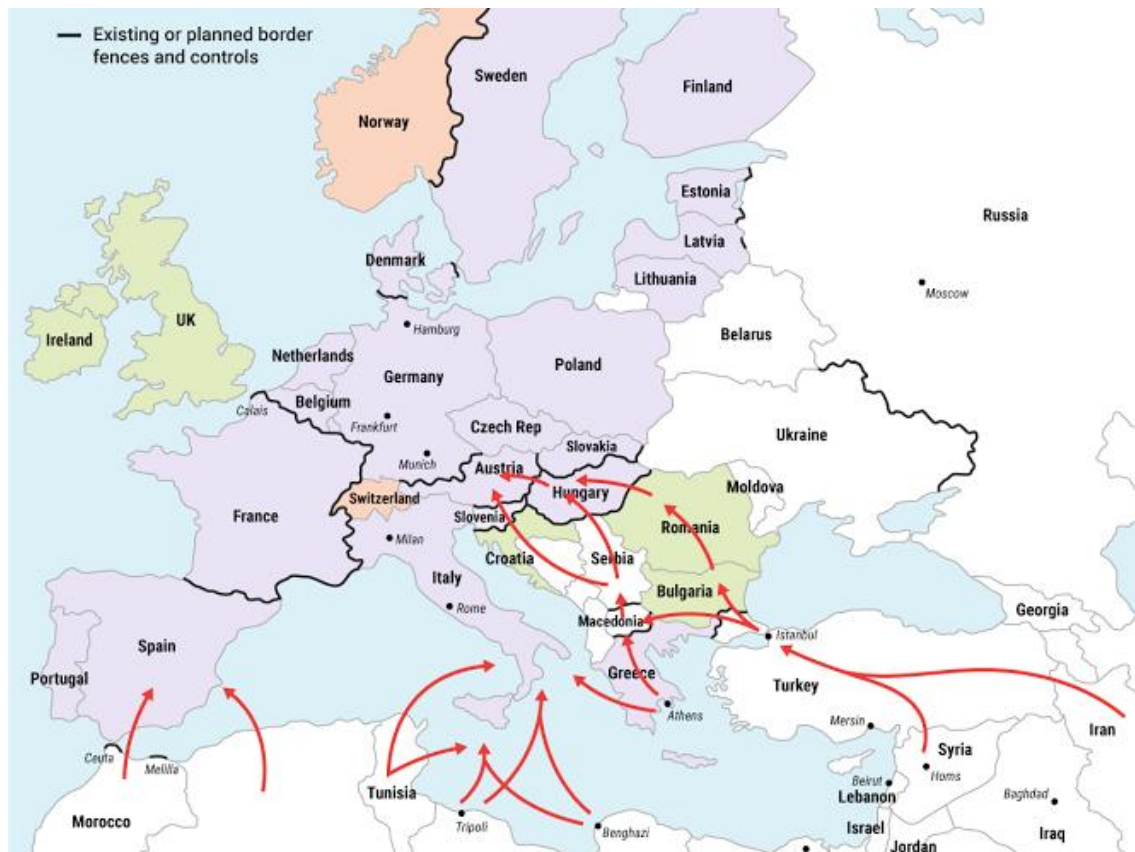 Existing or planned border
fences and controls
Sweden
Finland
Norway
Estonia
Russia
Latvia
Denmark
Lithuania
Moscow
Hamburg
UK
Ireland
Belarus
Netherlands
Poland
Germany
Belgium
Calais
Frankfurt
Czech Rep
Ukraine
Slovakia
Munich
Austria
Moldova
Hungary
Switzerland
France
Slovenia
Romania
Milan
Croatia
Serbia
Italy
Bulgaria
Rome
Georgia
Macedonia
Istanbul
Spain
Greece
Portugal
Turkey
Athens
Mersin
Iran
Syria
Ceuta
Homs
Melilla
Beirut
Tunisia
Lebanon
Baghdad
Morocco
Tripoli
Israel
Benghazi
Iraq
Jordan